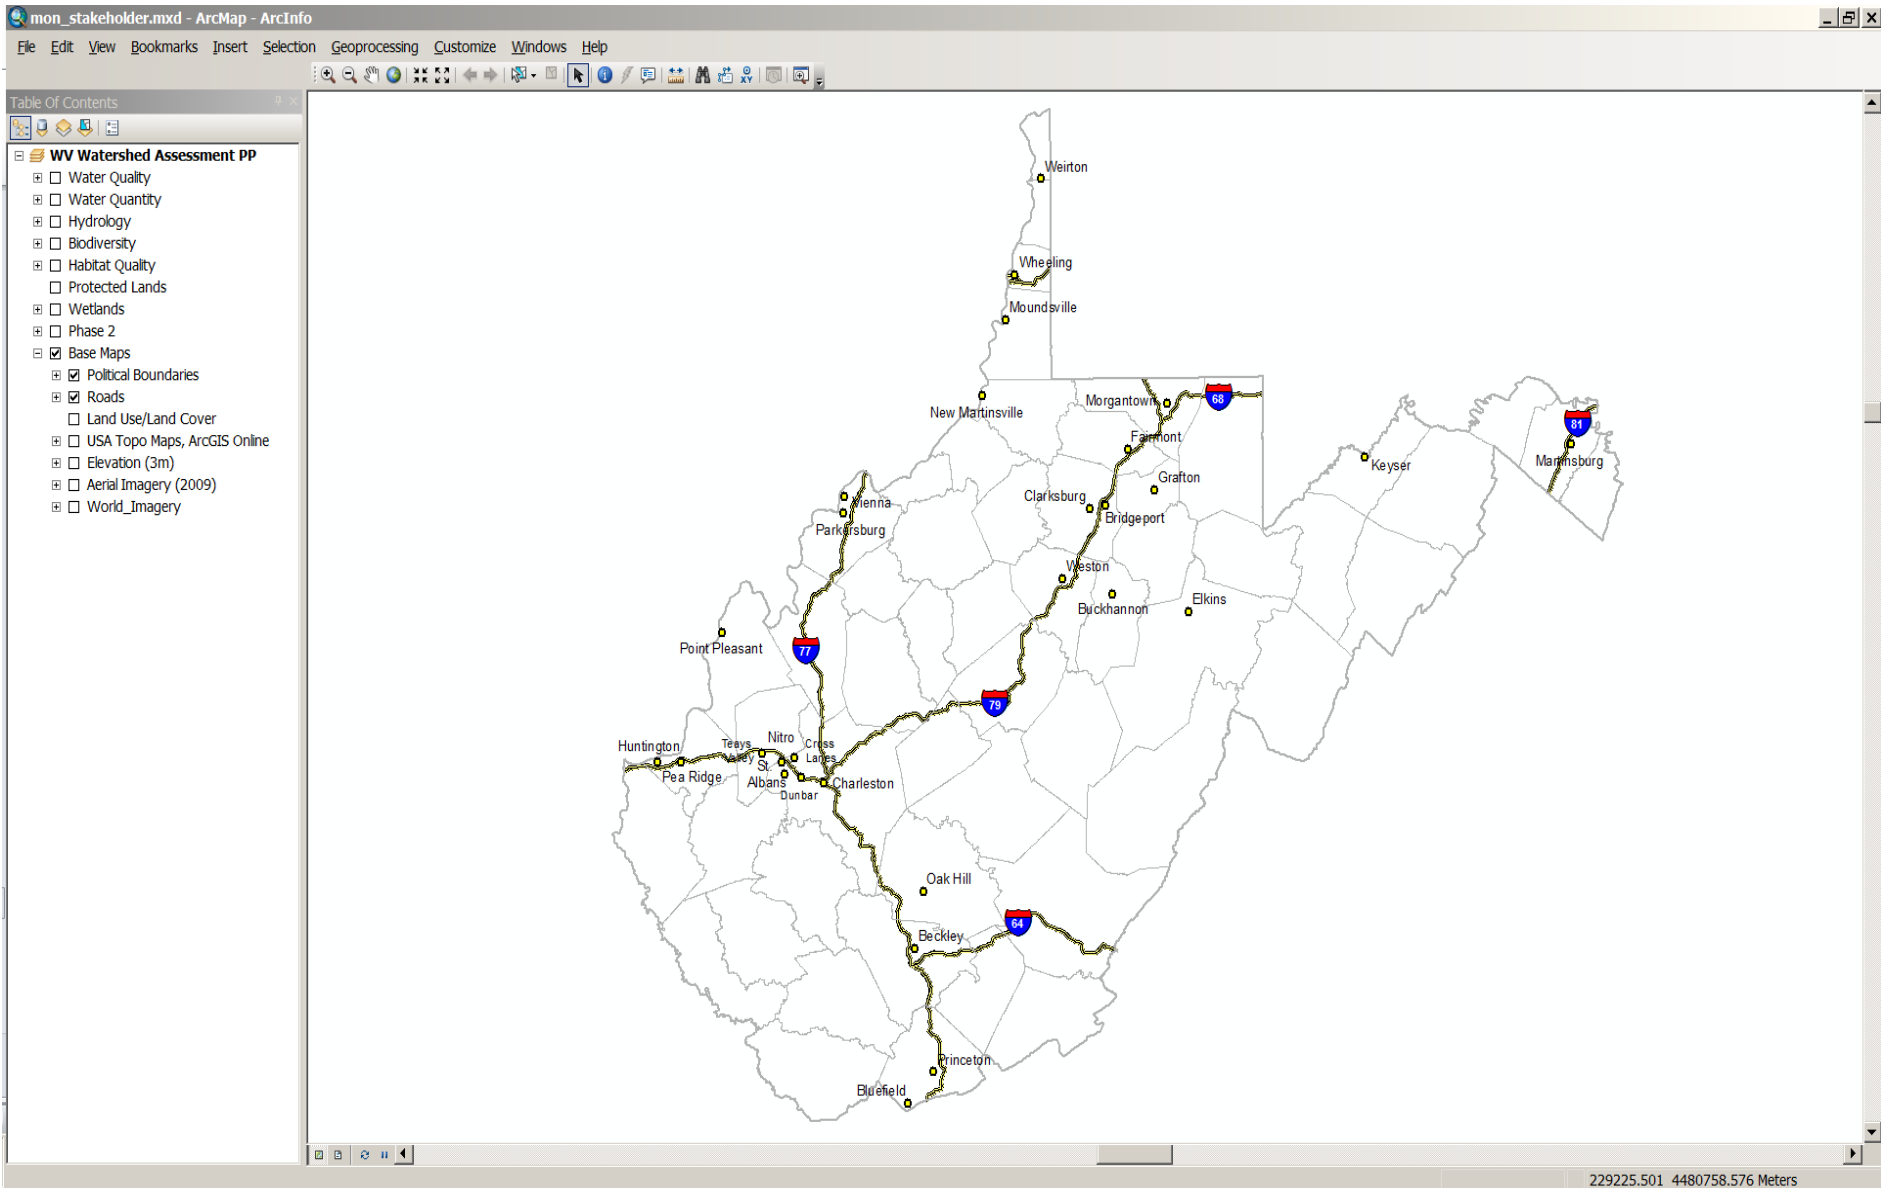 mon_stakeholder.mxd - ArcMap - ArcInfo
File Edit View Bookmarks Insert Selection Geoprocessing Customize Windows Help
Table Of Contents
WV Watershed Assessment PP
Water Quality
Water Quantity
Hydrology
Biodiversity
Habitat Quality
Protected Lands
Wetlands
Phase 2
Base Maps
Political Boundaries
Roads
Land Use/Land Cover
USA Topo Maps, ArcGIS Online
Elevation (3m)
Aerial Imagery (2009)
World_Imagery
Weirton
Wheeling
Moundsville
New Martinsville
Morgantown
68
81
Fairmont
Martinsburg
Keyser
Grafton
Clarksburg
Bridgeport
Vienna
Parkersburg
Weston
Buckhannon
Elkins
Point Pleasant
77
79
Huntington
Pea Ridge
Teays
Valley
Nitro
Cross
Lanes
St.
Albans
Dunbar
Charleston
Oak Hill
64
Beckley
Princeton
Bluefield
229225.501 4480758.576 Meters